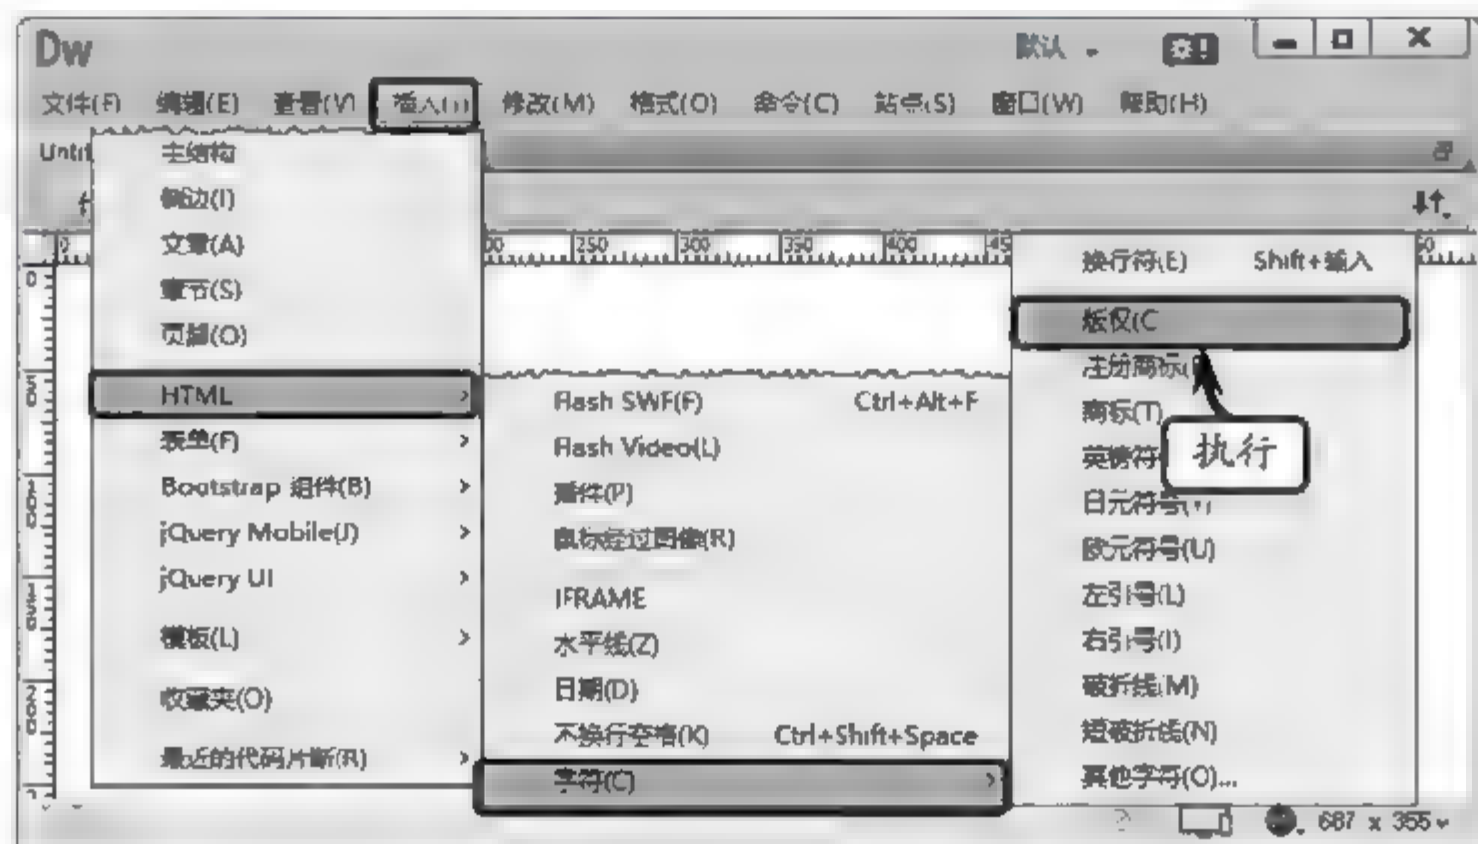 Dw 默认
文件(F) 编辑(E) 查看(V) 插入(I) 修改(M) 格式(O) 命令(C) 站点(S) 窗口(W) 帮助(H)
Untit
主结构
侧边(I)
文章(A)
章节(S)
页脚(O)
HTML
表单(F)
Bootstrap 组件(B)
jQuery Mobile(J)
jQuery UI
模板(L)
收藏夹(O)
最近的代码片断(R)
250 300 350 400
Flash SWF(F) Ctrl+Alt+F
Flash Video(L)
插件(P)
鼠标经过图像(R)
IFRAME
水平线(Z)
日期(D)
不换行空格(K) Ctrl+Shift+Space
字符(C)
换行符(E) Shift+输入
版权(C
注册商标(
商标(T)
英镑符
日元符号(Y)
欧元符号(U)
左引号(L)
右引号(I)
破折线(M)
短破折线(N)
其他字符(O)...
执行
687 x 355